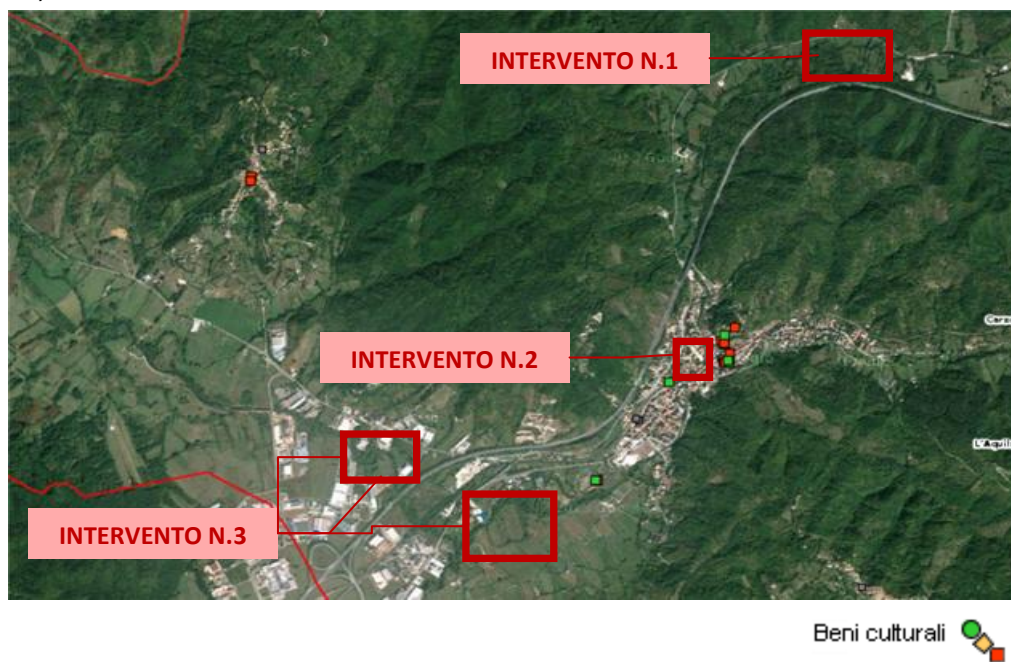 INTERVENTO N.1
INTERVENTO N.2
INTERVENTO N.3
Beni culturali